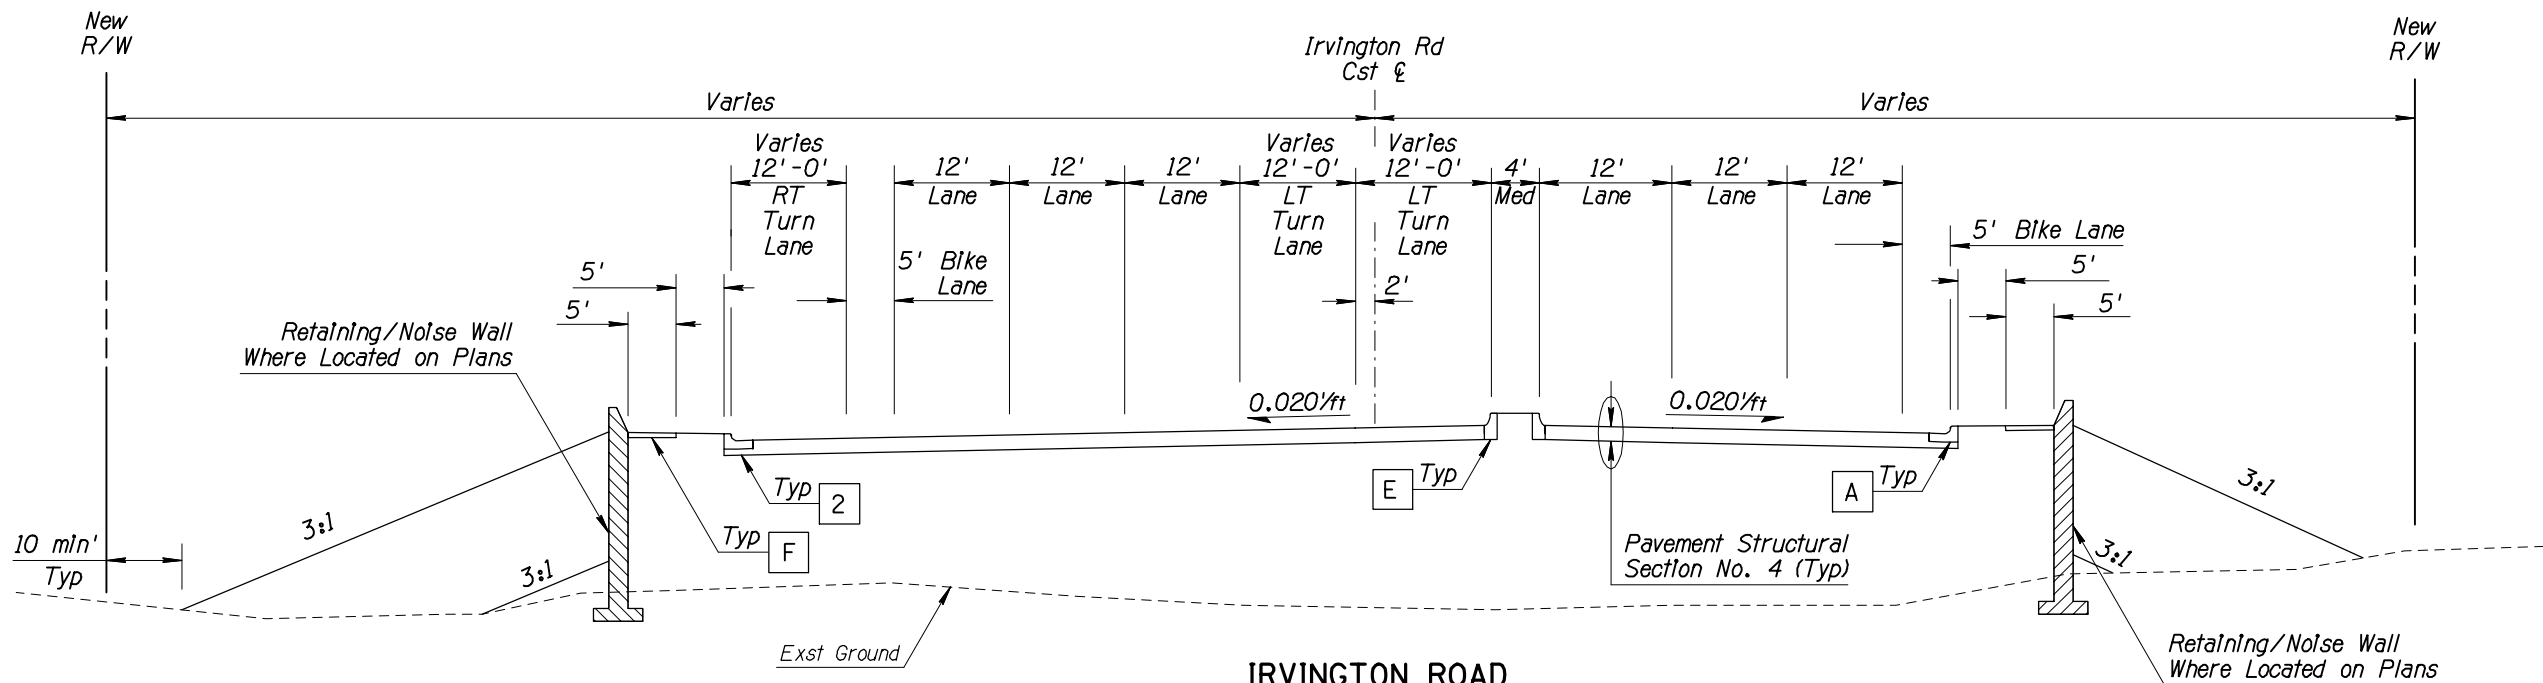 New
R/W
Irvington Rd
Cst ℄
New
R/W
Varies
Varies
Varies
12'-0'
RT
Turn
Lane
12'
Lane
12'
Lane
12'
Lane
Varies
12'-0'
LT
Turn
Lane
Varies
12'-0'
LT
Turn
Lane
4'
Med
12'
Lane
12'
Lane
12'
Lane
5' Bike Lane
5'
5'
5'
5'
5' Bike
Lane
2'
Retaining/Noise Wall
Where Located on Plans
0.020'/ft
0.020'/ft
3:1
3:1
Typ 2
Typ F
E Typ
A Typ
3:1
3:1
10 min'
Typ
Pavement Structural
Section No. 4 (Typ)
Exst Ground
Retaining/Noise Wall
Where Located on Plans
IRVINGTON ROAD